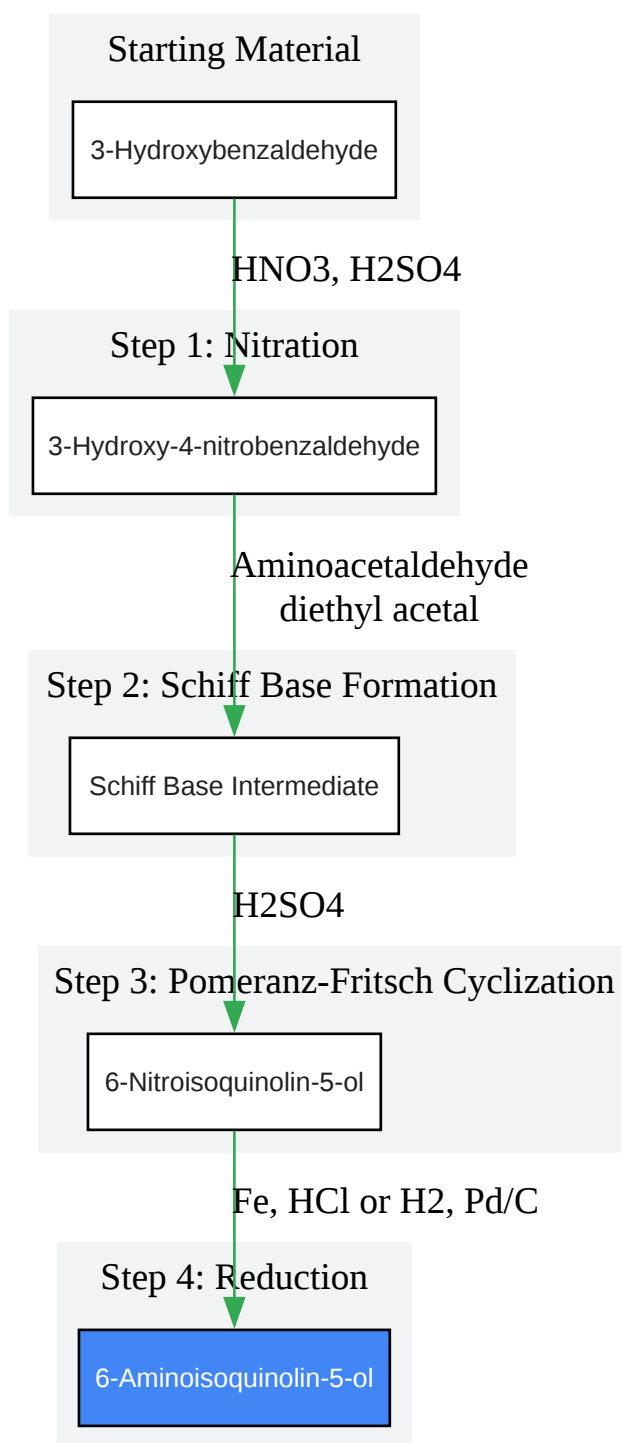 Starting Material
3-Hydroxybenzaldehyde
HNO3, H2SO4
Step 1: Nitration
3-Hydroxy-4-nitrobenzaldehyde
Aminoacetaldehyde
diethyl acetal
Step 2: Schiff Base Formation
Schiff Base Intermediate
H2SO4
Step 3: Pomeranz-Fritsch Cyclization
6-Nitroisoquinolin-5-ol
Fe, HCl or H2, Pd/C
Step 4: Reduction
6-Aminoisoquinolin-5-ol